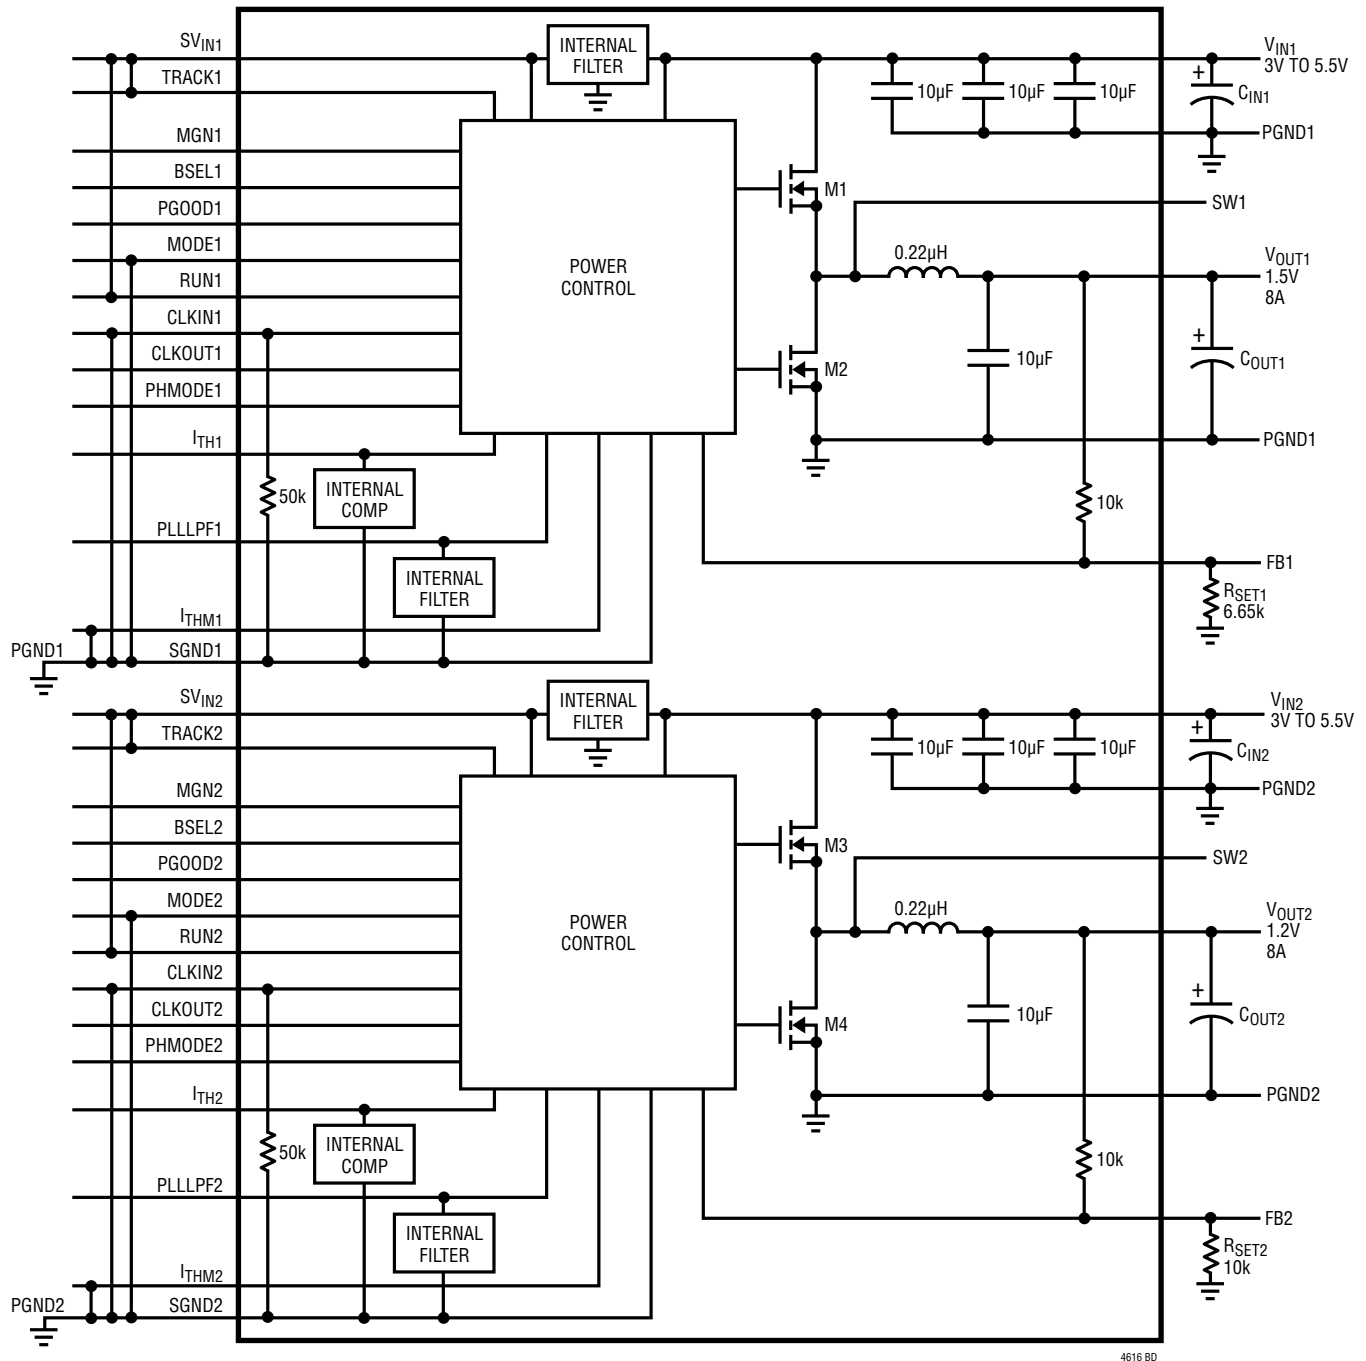 SVIN1
TRACK1
MGN1
BSEL1
PGOOD1
MODE1
RUN1
CLKIN1
CLKOUT1
PHMODE1
ITH1
PLLLPF1
ITHM1
SGND1
PGND1
50k
INTERNAL
COMP
INTERNAL
FILTER
INTERNAL
FILTER
POWER
CONTROL
10µF
10µF
10µF
+
CIN1
VIN1
3V TO 5.5V
PGND1
M1
SW1
0.22µH
VOUT1
1.5V
8A
M2
10µF
+
COUT1
PGND1
10k
FB1
RSET1
6.65k
SVIN2
TRACK2
MGN2
BSEL2
PGOOD2
MODE2
RUN2
CLKIN2
CLKOUT2
PHMODE2
ITH2
PLLLPF2
ITHM2
SGND2
PGND2
50k
INTERNAL
COMP
INTERNAL
FILTER
INTERNAL
FILTER
POWER
CONTROL
10µF
10µF
10µF
+
CIN2
VIN2
3V TO 5.5V
PGND2
M3
SW2
0.22µH
VOUT2
1.2V
8A
M4
10µF
+
COUT2
PGND2
10k
FB2
RSET2
10k
4616 BD